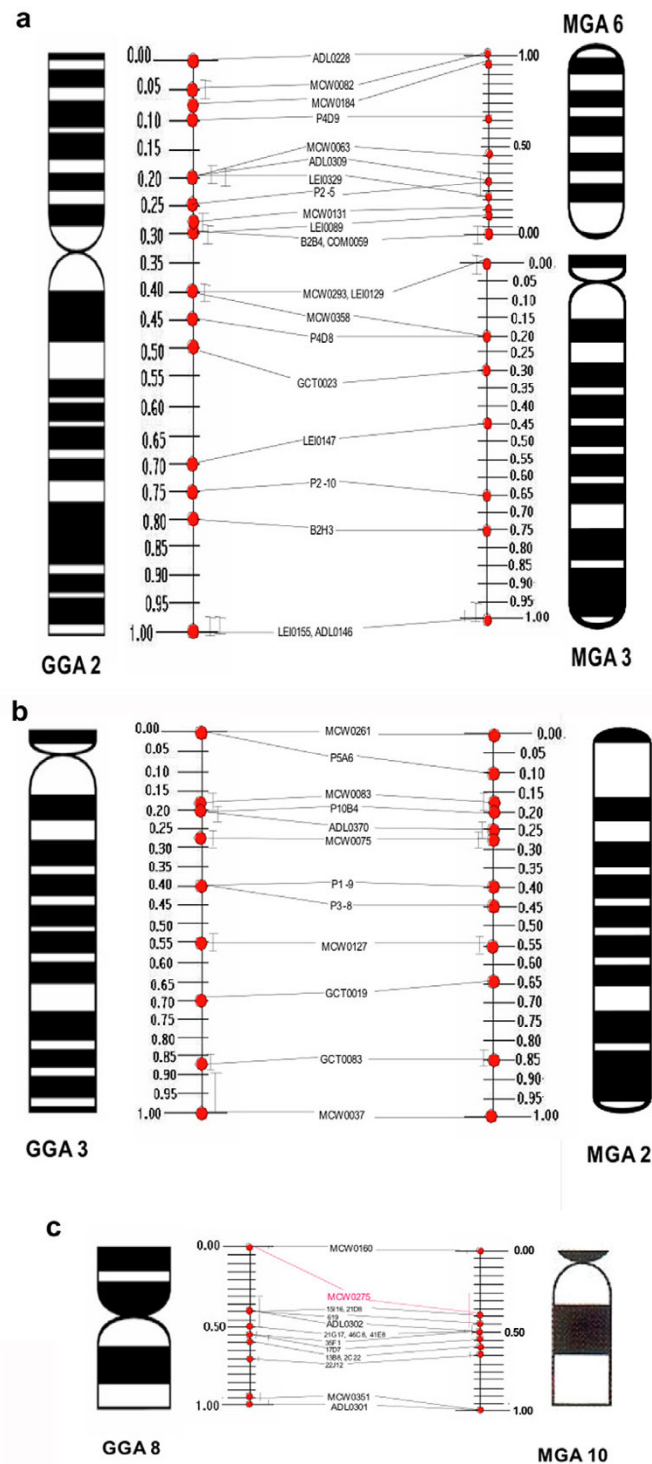 a
MGA 6
0.00
0.05
0.10
0.15
0.20
0.25
0.30
0.35
0.40
0.45
0.50
0.55
0.60
0.65
0.70
0.75
0.80
0.85
0.90
0.95
1.00
ADL0228
MCW0082
MCW0184
P4D9
MCW0063
ADL0309
LEI0329
P2-5
MCW0131
LEI0089
B2B4, COM0059
MCW0293, LEI0129
MCW0358
P4D8
GCT0023
LEI0147
P2-10
B2H3
LEI0155, ADL0146
1.00
0.50
0.00
0.00
0.05
0.10
0.15
0.20
0.25
0.30
0.35
0.40
0.45
0.50
0.55
0.60
0.65
0.70
0.75
0.80
0.85
0.90
0.95
1.00
GGA 2
MGA 3
b
0.00
0.05
0.10
0.15
0.20
0.25
0.30
0.35
0.40
0.45
0.50
0.55
0.60
0.65
0.70
0.75
0.80
0.85
0.90
0.95
1.00
MCW0261
P5A6
MCW0083
P10B4
ADL0370
MCW0075
P1-9
P3-8
MCW0127
GCT0019
GCT0083
MCW0037
0.00
0.05
0.10
0.15
0.20
0.25
0.30
0.35
0.40
0.45
0.50
0.55
0.60
0.65
0.70
0.75
0.80
0.85
0.90
0.95
1.00
GGA 3
MGA 2
c
0.00
0.50
1.00
MCW0160
MCW0275
15I16, 21D8
ADL0302
21G17, 46C8, 41E8
35F1
17D7
13B8, 2C22
22J12
MCW0351
ADL0301
0.00
0.50
1.00
GGA 8
MGA 10